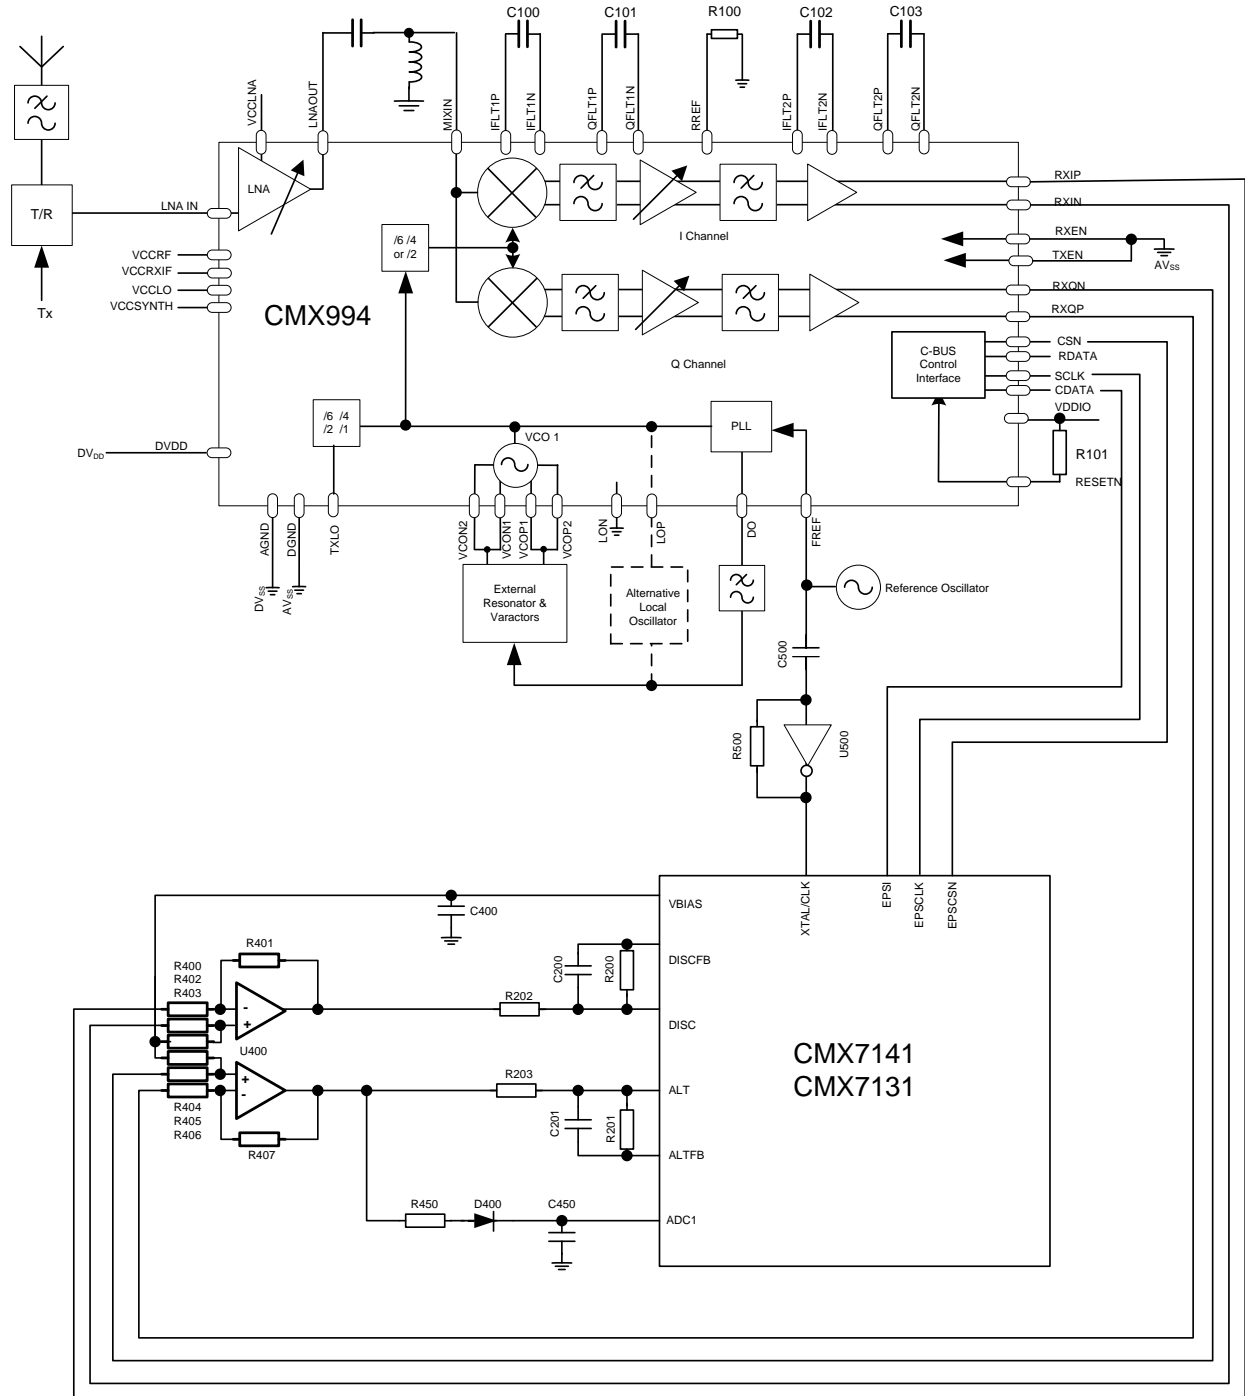 C100
C101
R100
C102
C103
VCCLNA
LNAOUT
MIXIN
IFLT1P
IFLT1N
QFLT1P
QFLT1N
RREF
IFLT2P
IFLT2N
QFLT2P
QFLT2N
LNA
T/R
LNA IN
RXIP
RXIN
I Channel
/6 /4
or /2
RXEN
TXEN
AVSS
VCCRF
VCCRXIF
VCCLO
VCCSYNTH
Tx
CMX994
RXQN
RXQP
Q Channel
C-BUS
Control
Interface
CSN
RDATA
SCLK
CDATA
VDDIO
R101
RESETN
/6 /4
/2 /1
VCO 1
PLL
DVDD
DVDD
AGND
DGND
TXLO
VCON2
VCON1
VCOP1
VCOP2
LON
LOP
DO
FREF
DVSS
AVSS
External
Resonator &
Varactors
Alternative
Local
Oscillator
Reference Oscillator
C500
R500
U500
VBIAS
XTAL/CLK
EPSI
EPSCLK
EPSCSN
C400
R401
R400
R402
R403
C200
R200
DISCFB
R202
DISC
U400
CMX7141
CMX7131
R203
ALT
R404
R405
R406
R407
C201
R201
ALTFB
R450
D400
C450
ADC1